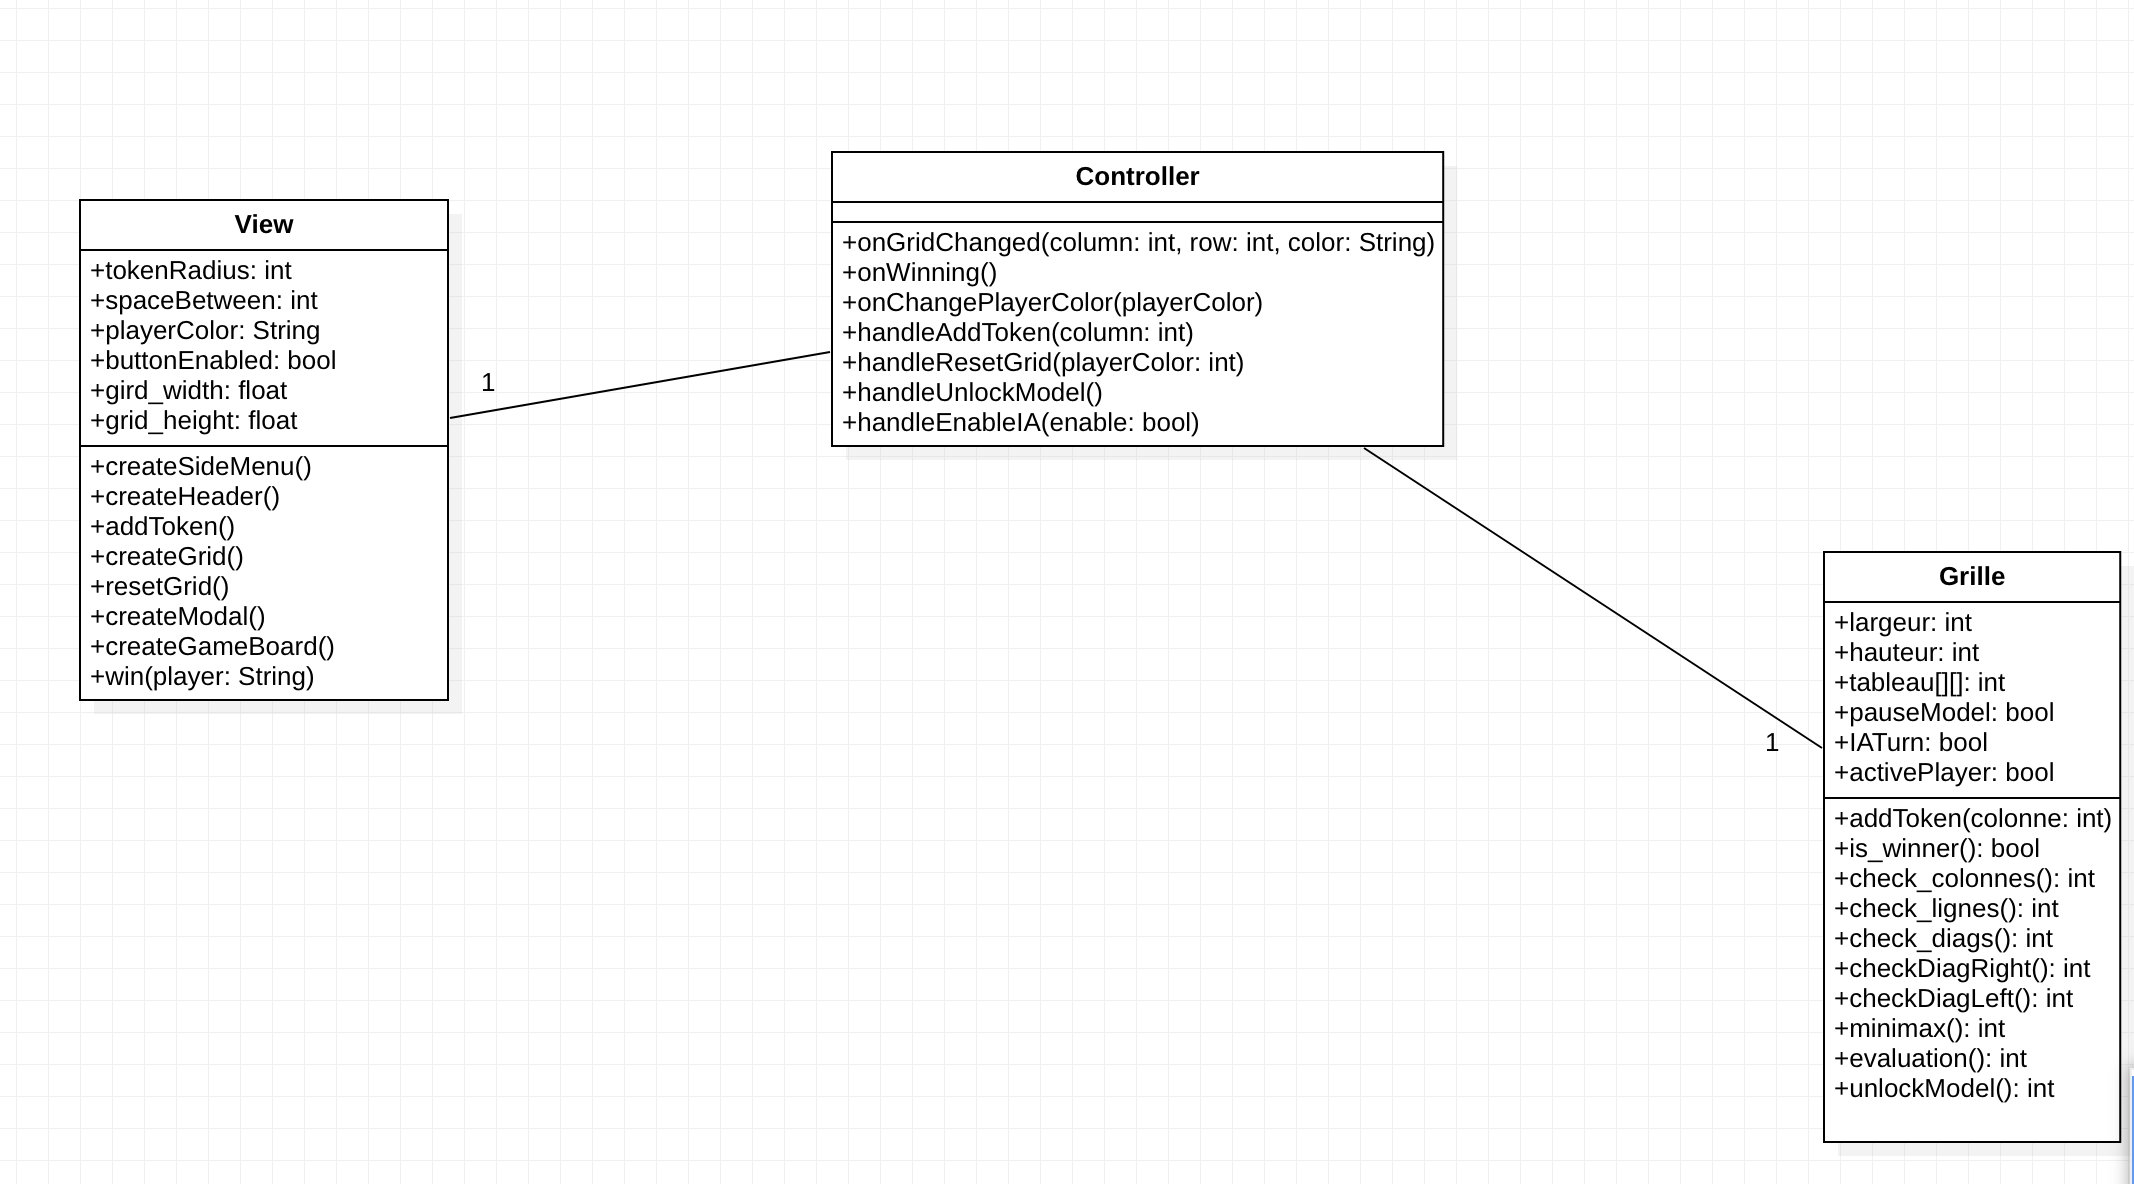 View
+tokenRadius: int
+spaceBetween: int
+playerColor: String
+buttonEnabled: bool
+gird_width: float
+grid_height: float
+createSideMenu()
+createHeader()
+addToken()
+createGrid()
+resetGrid()
+createModal()
+createGameBoard()
+win(player: String)
1
Controller
+onGridChanged(column: int, row: int, color: String)
+onWinning()
+onChangePlayerColor(playerColor)
+handleAddToken(column: int)
+handleResetGrid(playerColor: int)
+handleUnlockModel()
+handleEnableIA(enable: bool)
1
Grille
+largeur: int
+hauteur: int
+tableau[][]: int
+pauseModel: bool
+IATurn: bool
+activePlayer: bool
+addToken(colonne: int)
+is_winner(): bool
+check_colonnes(): int
+check_lignes(): int
+check_diags(): int
+checkDiagRight(): int
+checkDiagLeft(): int
+minimax(): int
+evaluation(): int
+unlockModel(): int